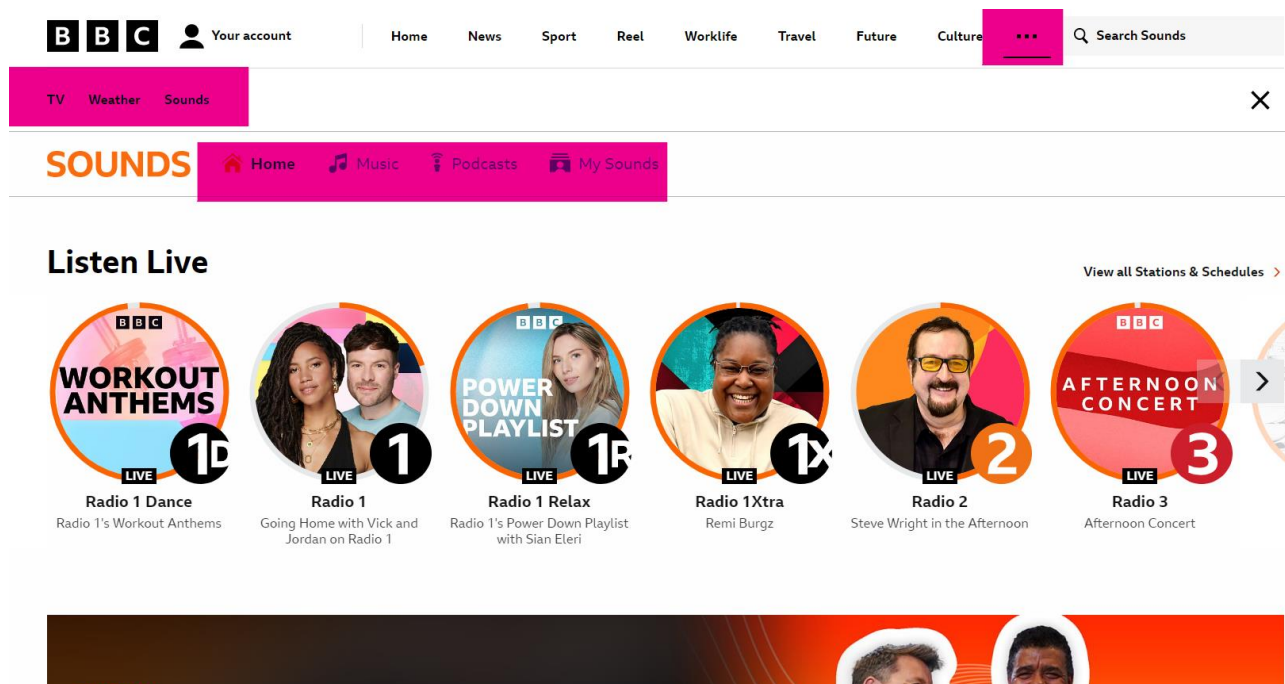 BBC Your account Home News Sport Reel Worklife Travel Future Culture ... Search Sounds
TV Weather Sounds
SOUNDS Home Music Podcasts My Sounds
Listen Live
View all Stations & Schedules
BBC
WORKOUT
ANTHEMS
1D
LIVE
Radio 1 Dance
Radio 1's Workout Anthems
1
LIVE
Radio 1
Going Home with Vick and
Jordan on Radio 1
BBC
POWER
DOWN
PLAYLIST
1R
LIVE
Radio 1 Relax
Radio 1's Power Down Playlist
with Sian Eleri
1X
LIVE
Radio 1Xtra
Remi Burgz
2
LIVE
Radio 2
Steve Wright in the Afternoon
BBC
AFTERNOON
CONCERT
3
LIVE
Radio 3
Afternoon Concert